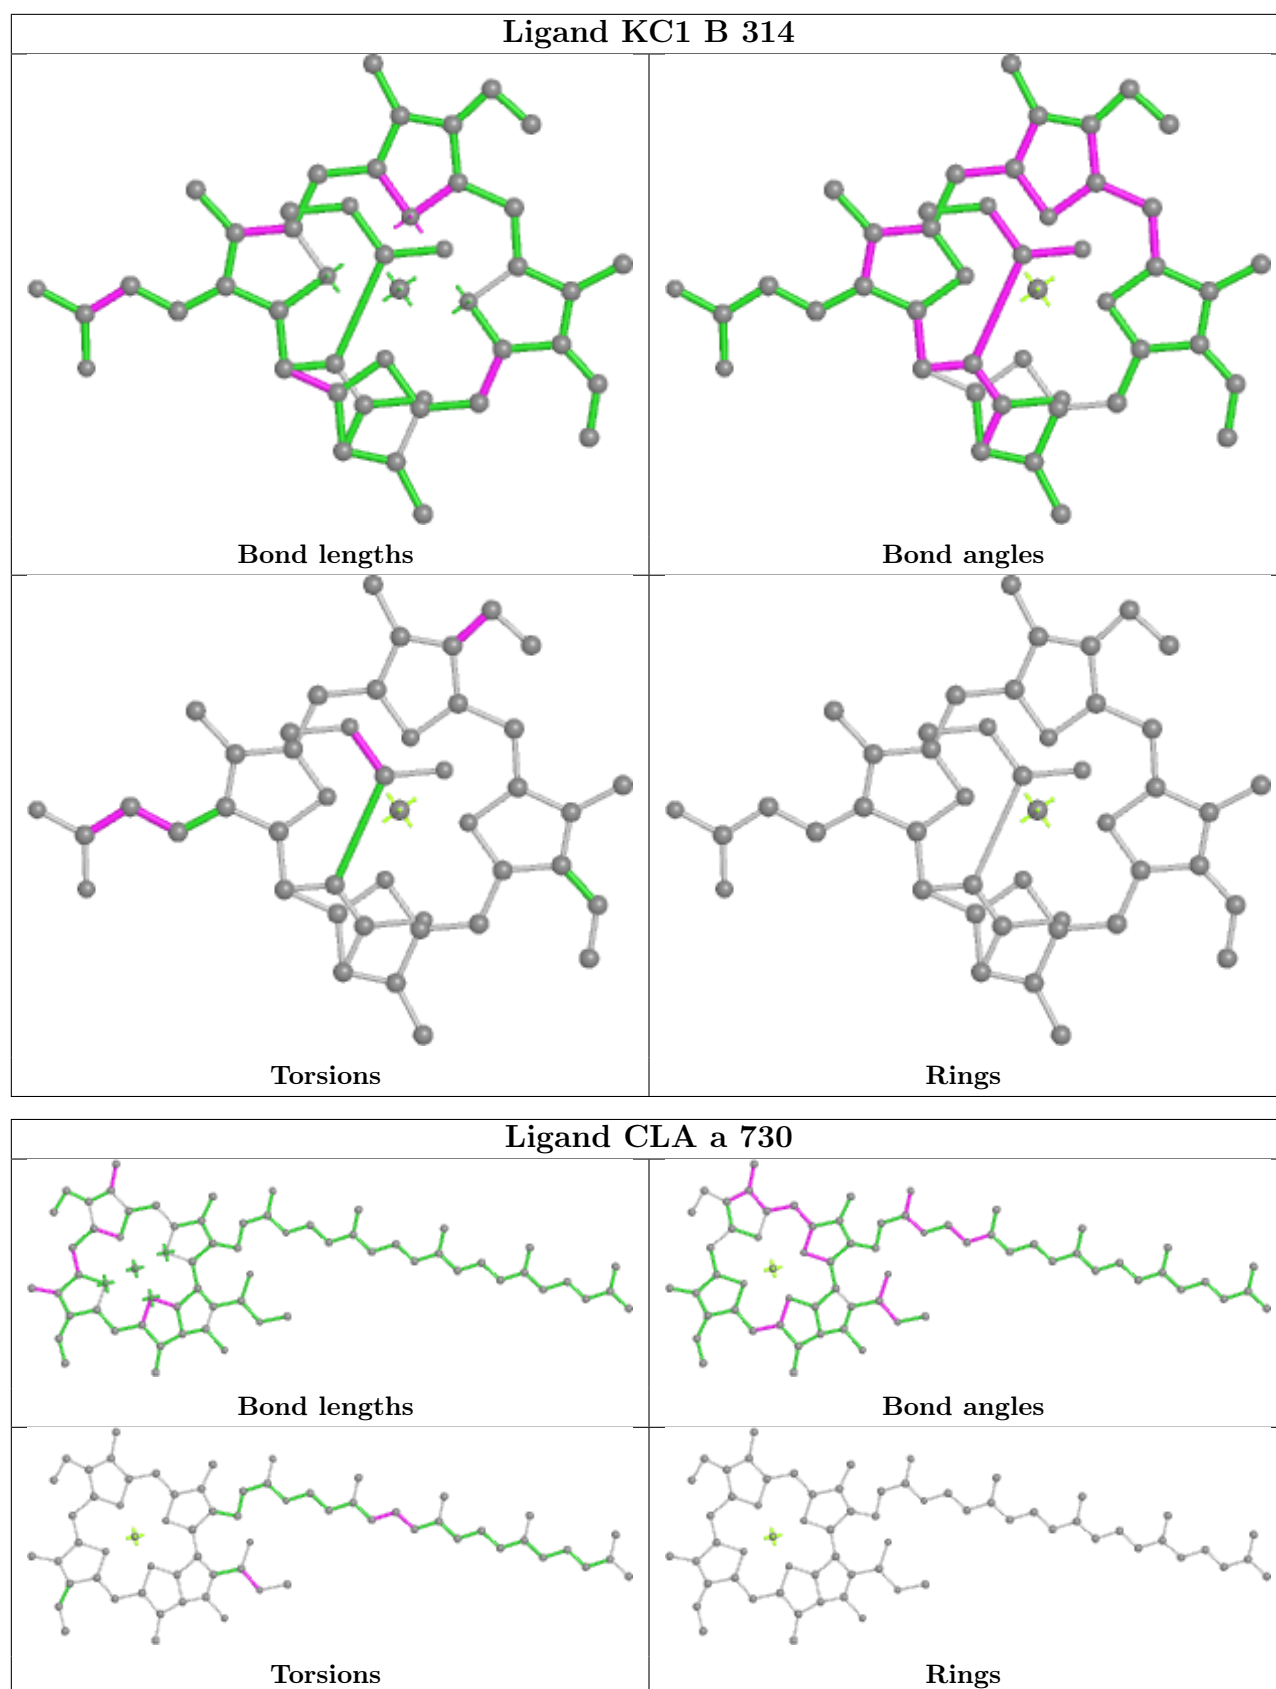 Ligand KC1 B 314
Bond lengths
Bond angles
Torsions
Rings
Ligand CLA a 730
Bond lengths
Bond angles
Torsions
Rings